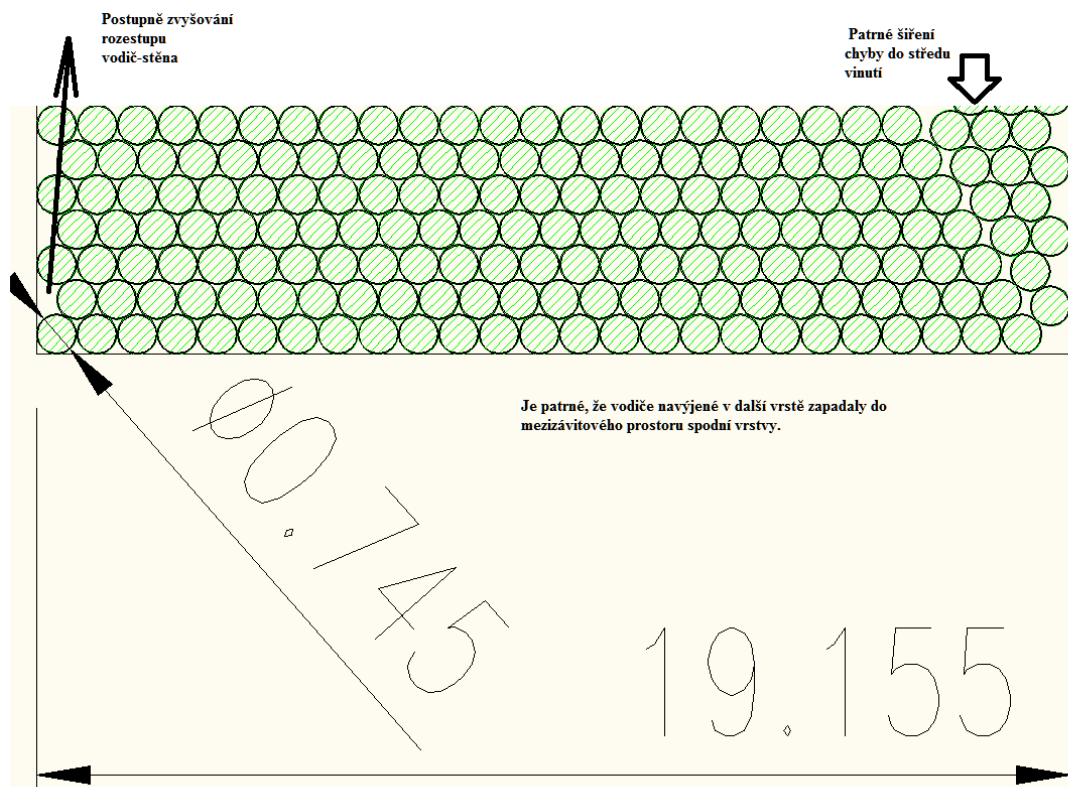 Postupně zvyšování
rozestupu
vodič-stěna
Patrné šíření
chyby do středu
vinutí
Je patrné, že vodiče navýjené v další vrstě zapadaly do
mezizávitového prostoru spodní vrstvy.
Ø0.745
19.155